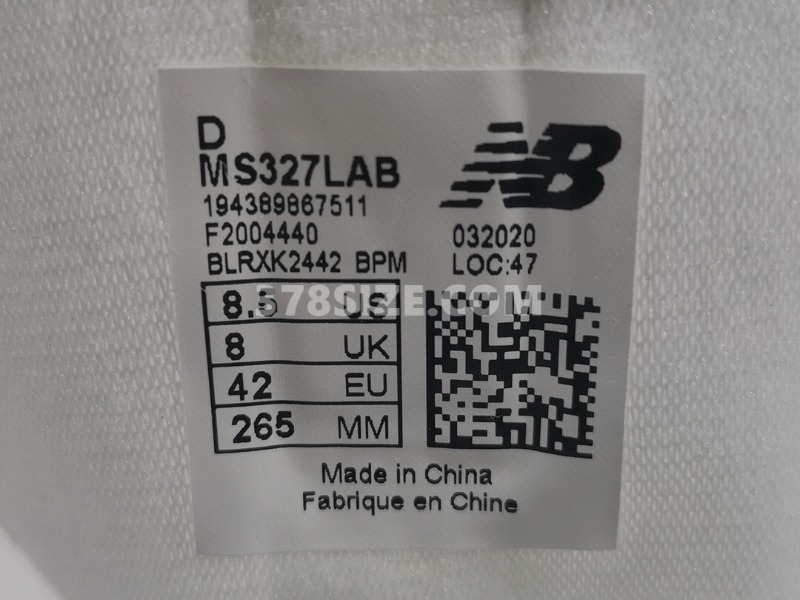 D
MS327LAB
194389867511
F2004440
BLRXK2442 BPM
NB
032020
LOC:47
8.5 US
8 UK
42 EU
265 MM
578SIZE.COM
Made in China
Fabrique en Chine